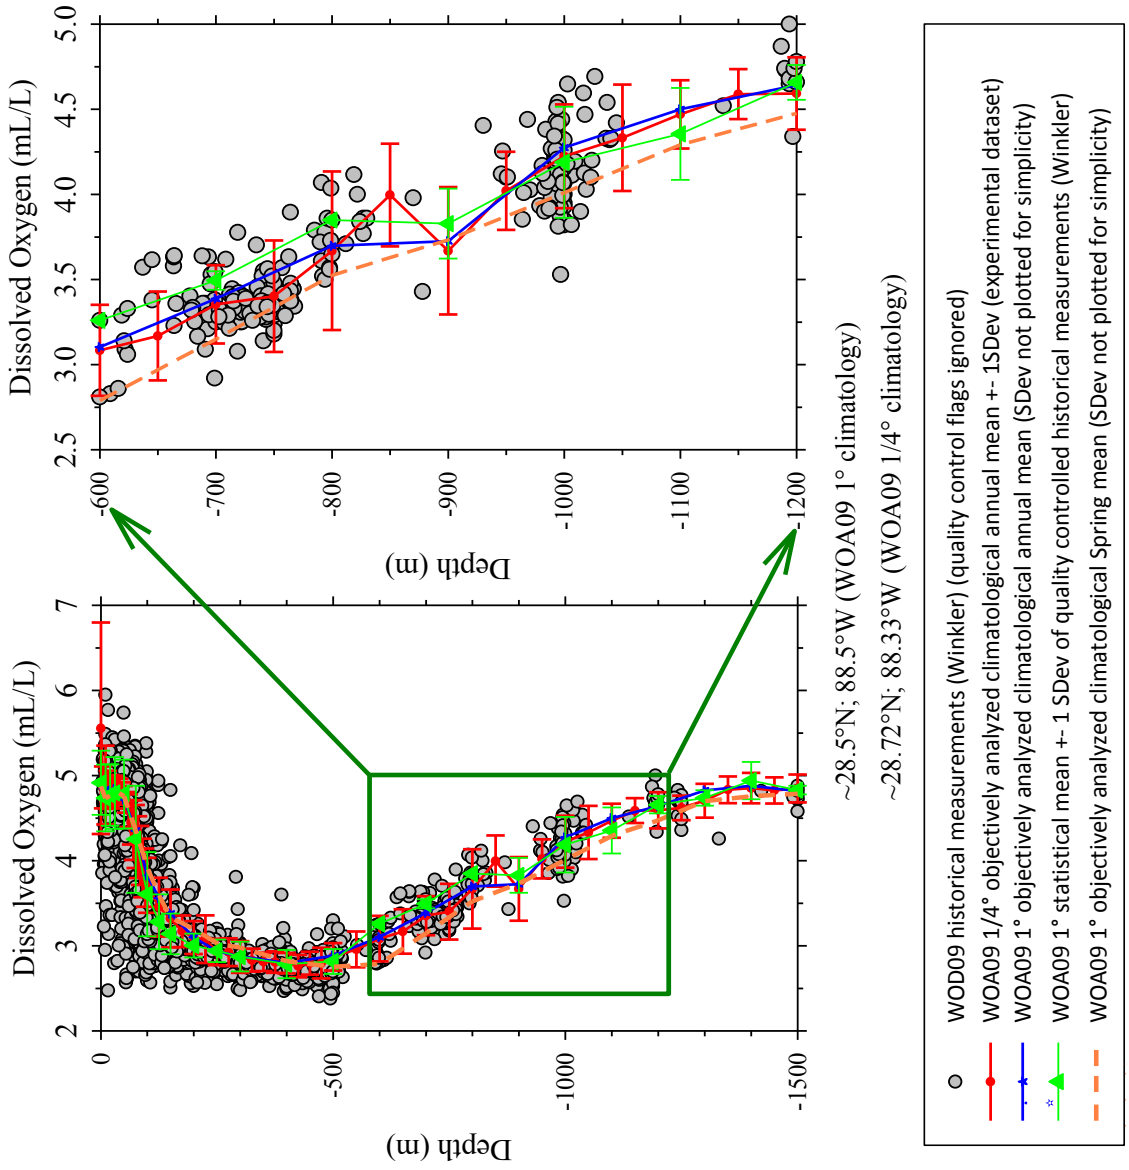 Dissolved Oxygen (mL/L)
2
3
4
5
6
7
0
-500
-1000
-1500
Depth (m)
Dissolved Oxygen (mL/L)
2.5
3.0
3.5
4.0
4.5
5.0
-600
-700
-800
-900
-1000
-1100
-1200
Depth (m)
~28.5°N; 88.5°W (WOA09 1° climatology)
~28.72°N; 88.33°W (WOA09 1/4° climatology)
WOD09 historical measurements (Winkler) (quality control flags ignored)
WOA09 1/4° objectively analyzed climatological annual mean +- 1SDev (experimental dataset)
WOA09 1° objectively analyzed climatological annual mean (SDev not plotted for simplicity)
WOA09 1° statistical mean +- 1 SDev of quality controlled historical measurements (Winkler)
WOA09 1° objectively analyzed climatological Spring mean (SDev not plotted for simplicity)